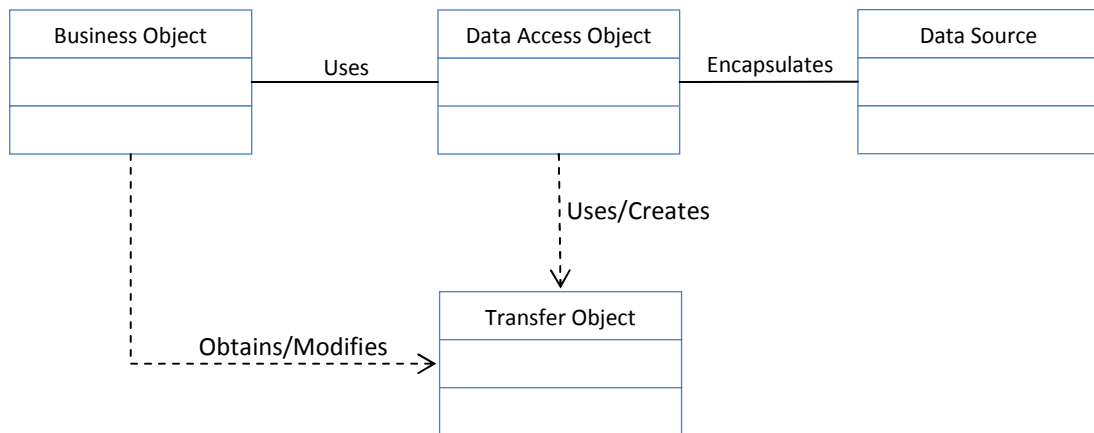 Business Object
Data Access Object
Data Source
Uses
Encapsulates
Uses/Creates
Transfer Object
Obtains/Modifies